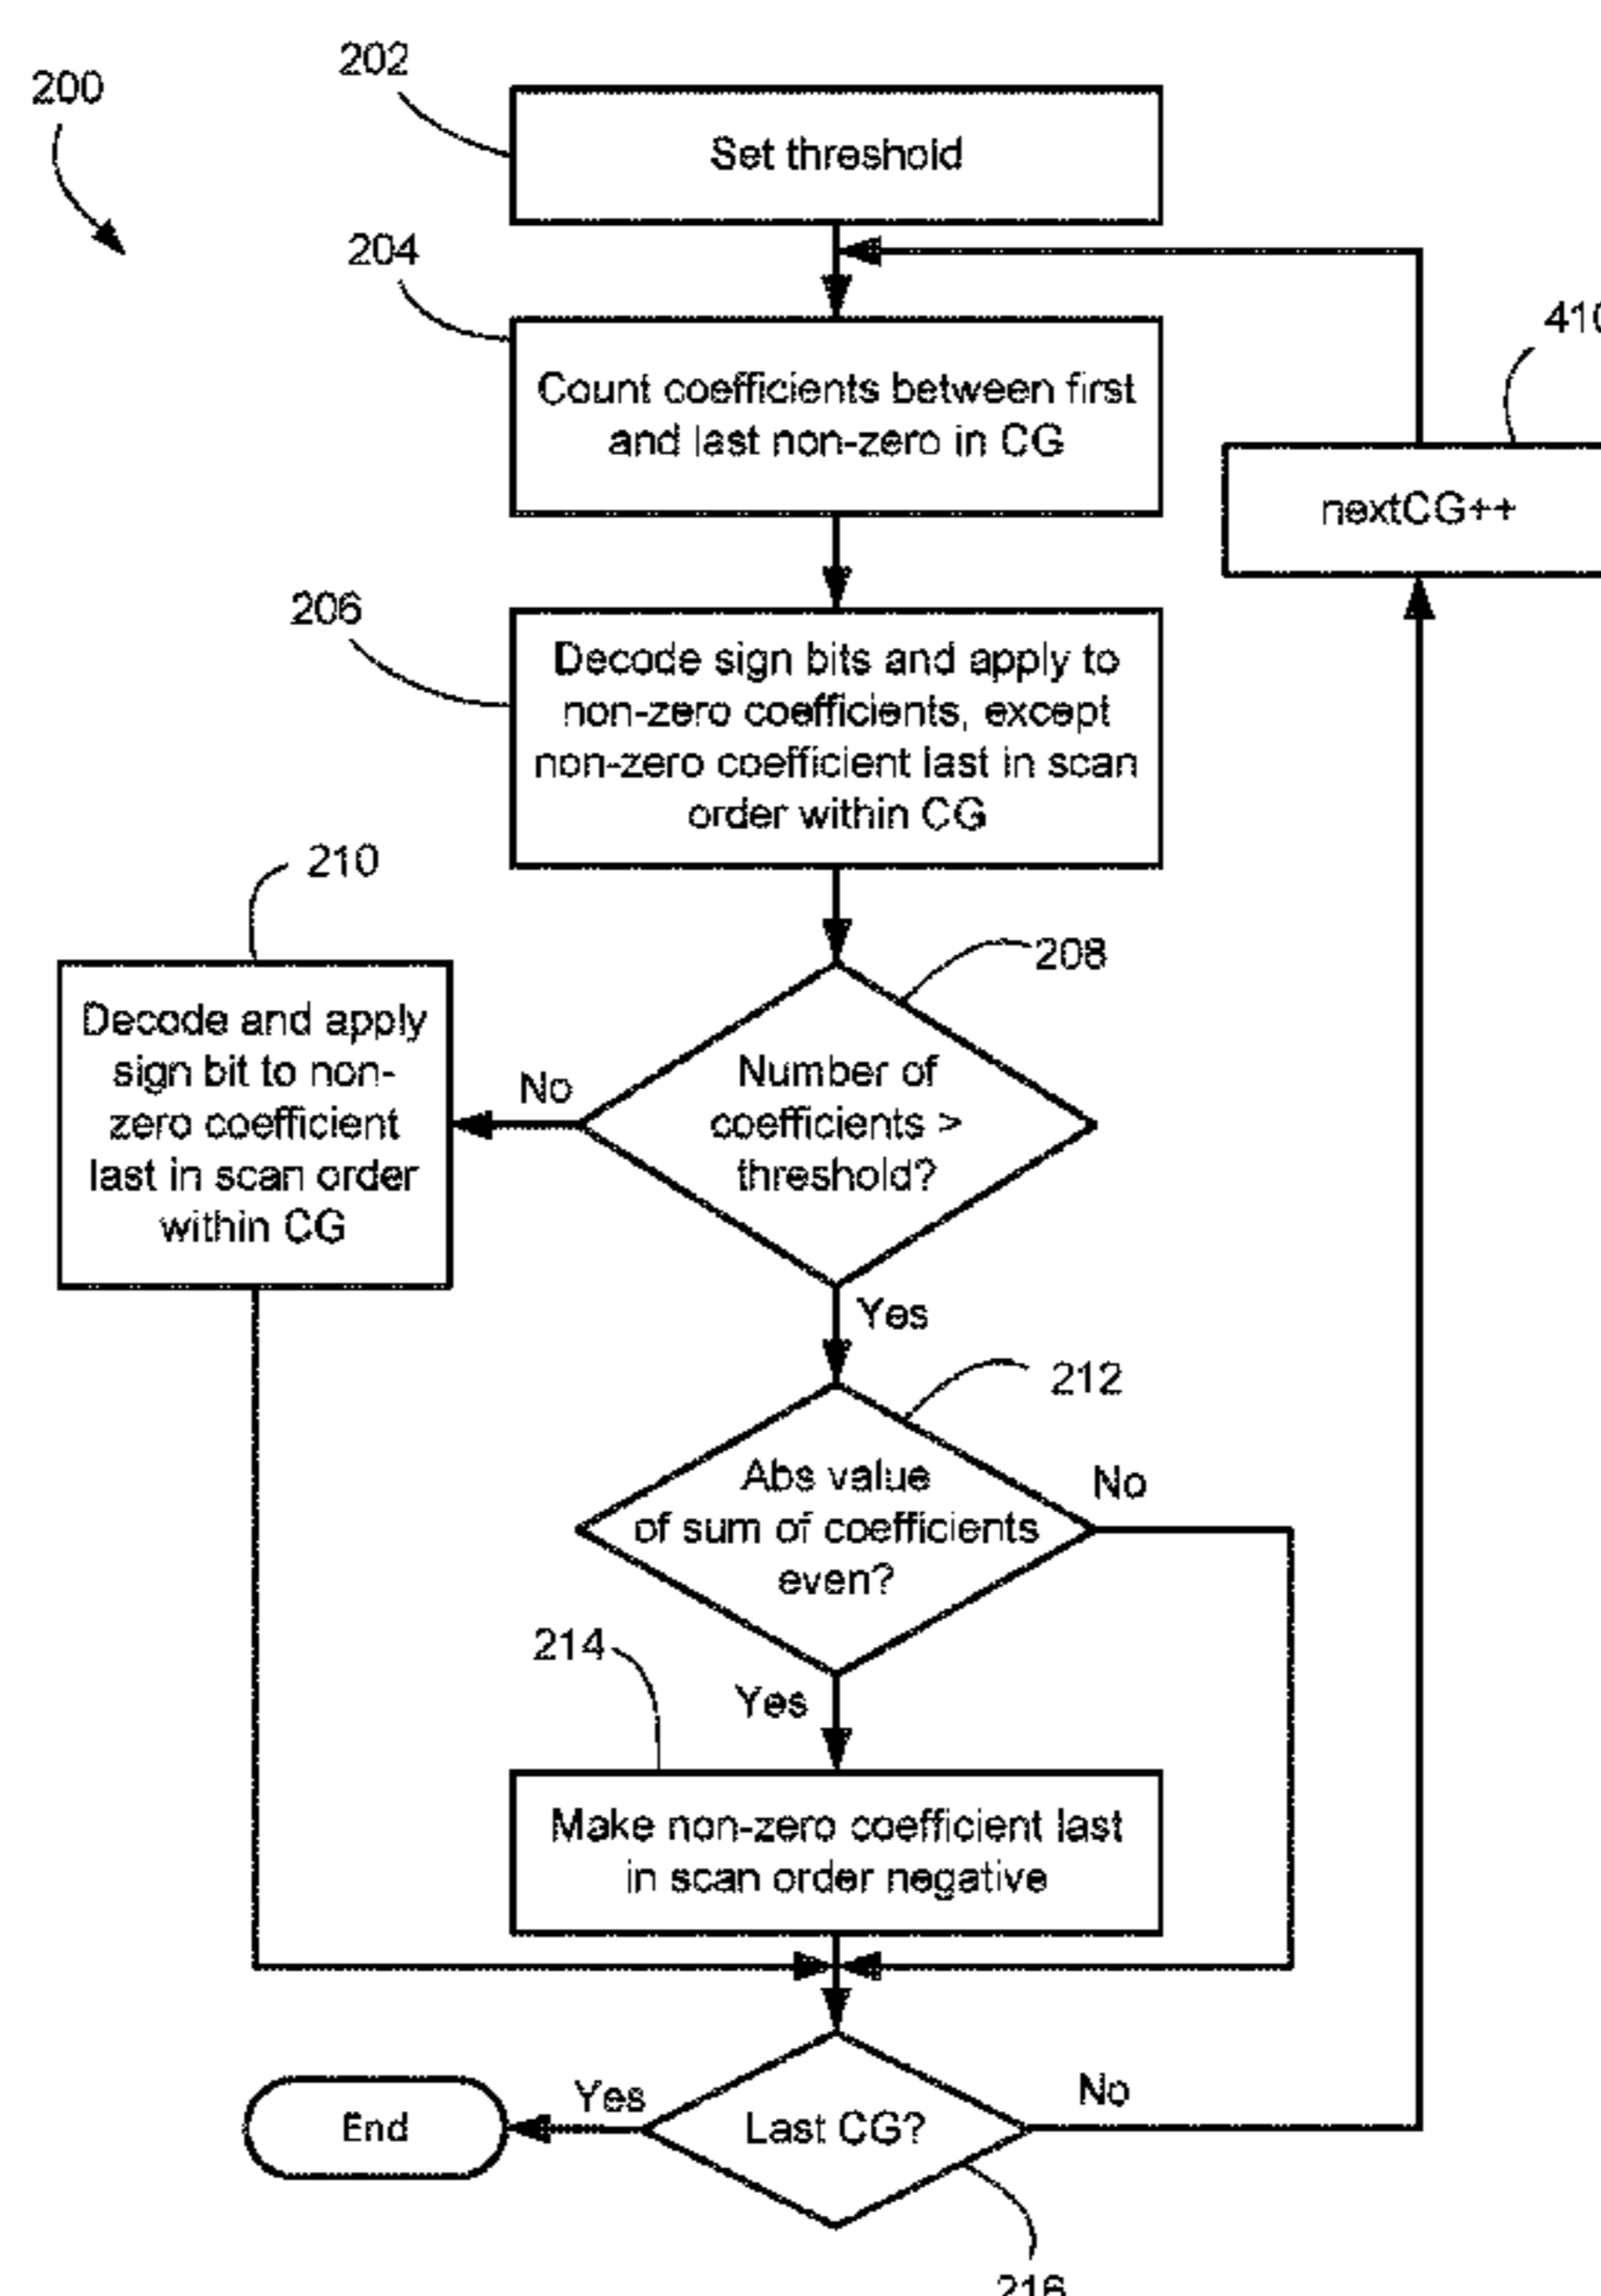 200
202
Set threshold
204
Count coefficients between first
and last non-zero in CG
410
nextCG++
206
Decode sign bits and apply to
non-zero coefficients, except
non-zero coefficient last in scan
order within CG
210
Decode and apply
sign bit to non-
zero coefficient
last in scan order
within CG
208
No
Number of
coefficients >
threshold?
Yes
212
Abs value
of sum of coefficients
even?
No
214
Yes
Make non-zero coefficient last
in scan order negative
End
Yes
Last CG?
No
216